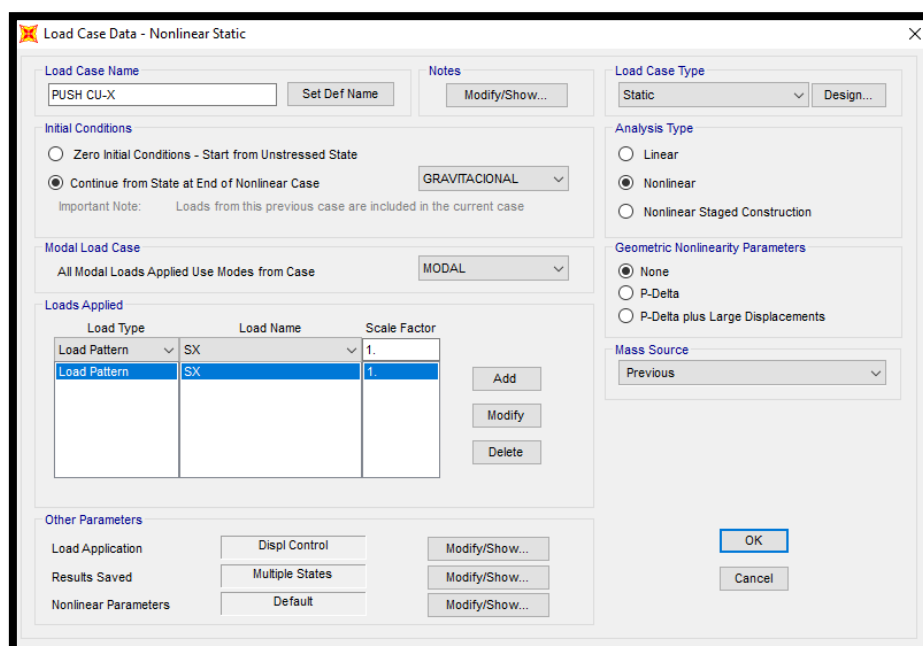 Load Case Data - Nonlinear Static
Load Case Name
PUSH CU-X
Set Def Name
Notes
Modify/Show...
Load Case Type
Static
Design...
Initial Conditions
Zero Initial Conditions - Start from Unstressed State
Continue from State at End of Nonlinear Case
GRAVITACIONAL
Important Note: Loads from this previous case are included in the current case
Analysis Type
Linear
Nonlinear
Nonlinear Staged Construction
Modal Load Case
All Modal Loads Applied Use Modes from Case
MODAL
Geometric Nonlinearity Parameters
None
P-Delta
P-Delta plus Large Displacements
Loads Applied
Load Type Load Name Scale Factor
Load Pattern SX 1.
Load Pattern SX 1.
Add
Modify
Delete
Mass Source
Previous
Other Parameters
Load Application Displ Control Modify/Show...
Results Saved Multiple States Modify/Show...
Nonlinear Parameters Default Modify/Show...
OK
Cancel